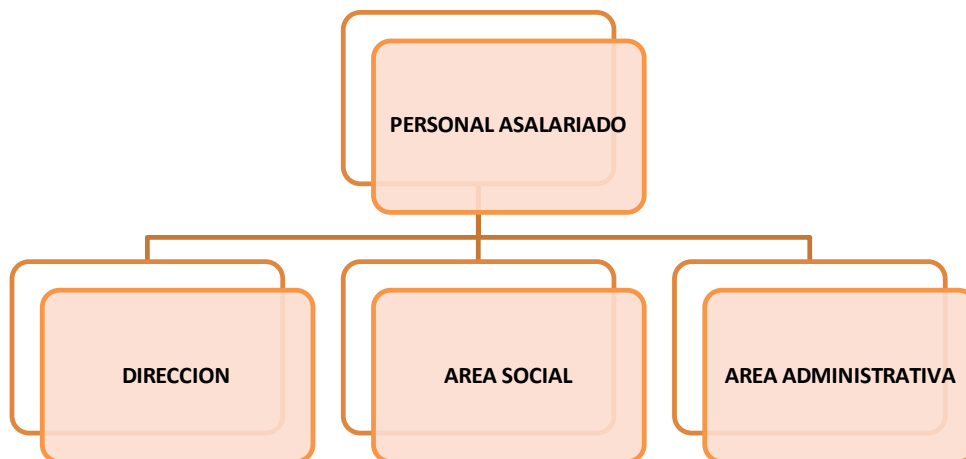 PERSONAL ASALARIADO
DIRECCION
AREA SOCIAL
AREA ADMINISTRATIVA